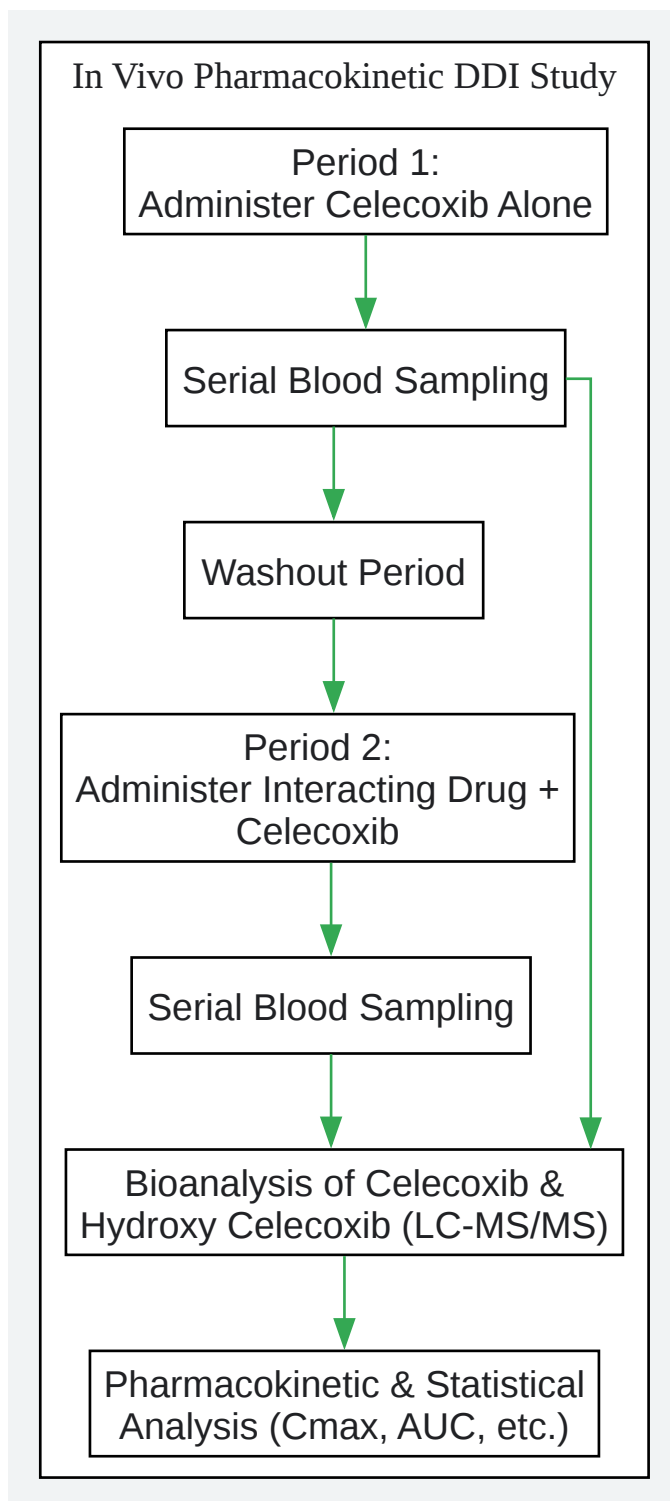 In Vivo Pharmacokinetic DDI Study
Period 1:
Administer Celecoxib Alone
Serial Blood Sampling
Washout Period
Period 2:
Administer Interacting Drug +
Celecoxib
Serial Blood Sampling
Bioanalysis of Celecoxib &
Hydroxy Celecoxib (LC-MS/MS)
Pharmacokinetic & Statistical
Analysis (Cmax, AUC, etc.)